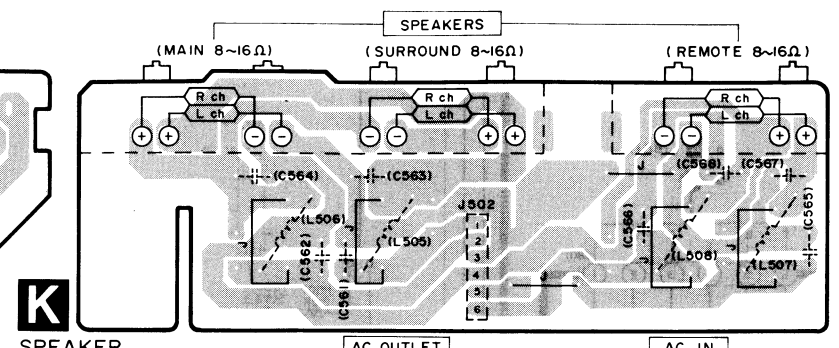 SPEAKERS
(MAIN 8~16Ω) (SURROUND 8~16Ω) (REMOTE 8~16Ω)
R ch R ch R ch
L ch L ch L ch
+ + − − − − + + − − + +
(C564) (C563) (C568) (C567)
J502
(L506) (C566) (C565)
1
2
(L505)
3
(C562) (L508) (L507)
4
(C561)
5
6
J J J J J J
K
SPEAKER
AC OUTLET AC IN